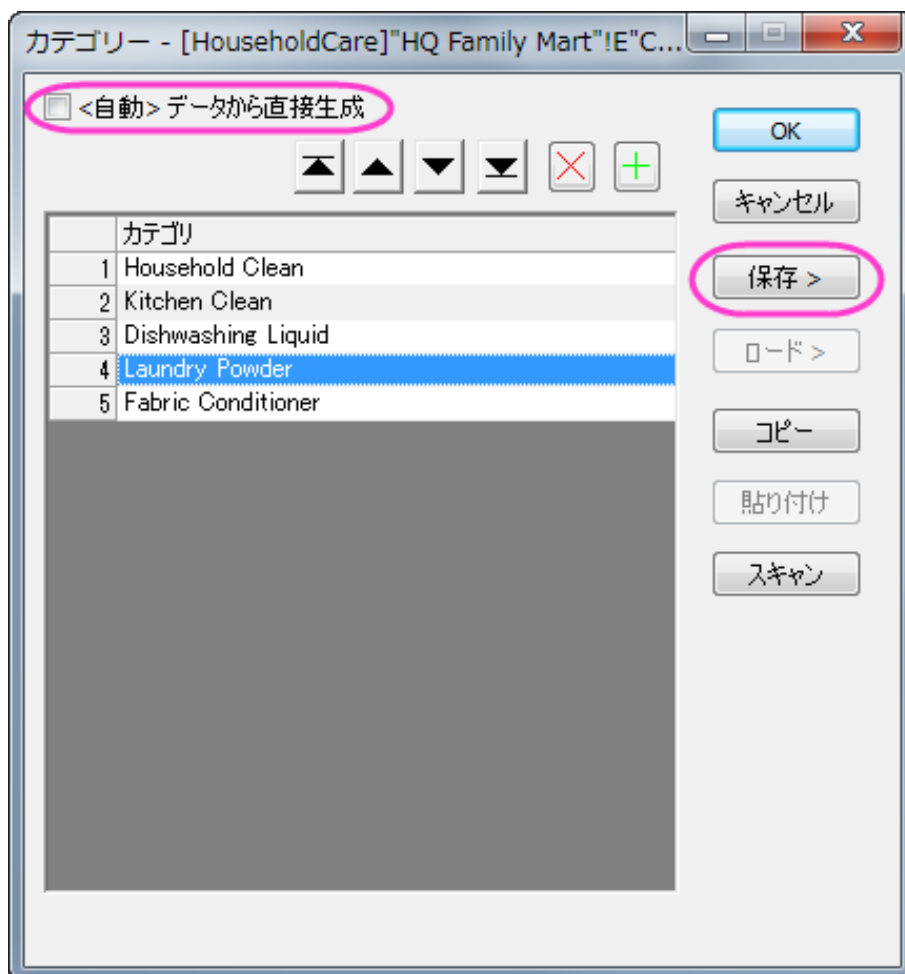 カテゴリー - [HouseholdCare]"HQ Family Mart"!E"C...
<自動> データから直接生成
OK
キャンセル
保存 >
ロード >
コピー
貼り付け
スキャン
カテゴリ
1 Household Clean
2 Kitchen Clean
3 Dishwashing Liquid
4 Laundry Powder
5 Fabric Conditioner